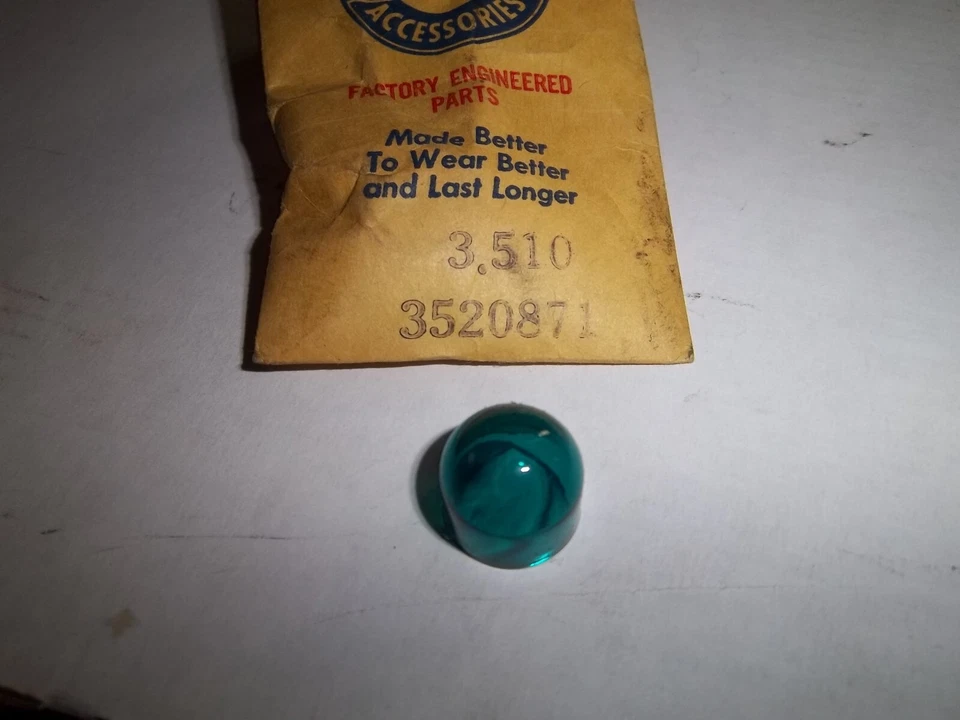 ACCESSORIES
FACTORY ENGINEERED
PARTS
Made Better
To Wear Better
and Last Longer
3.510
3520871